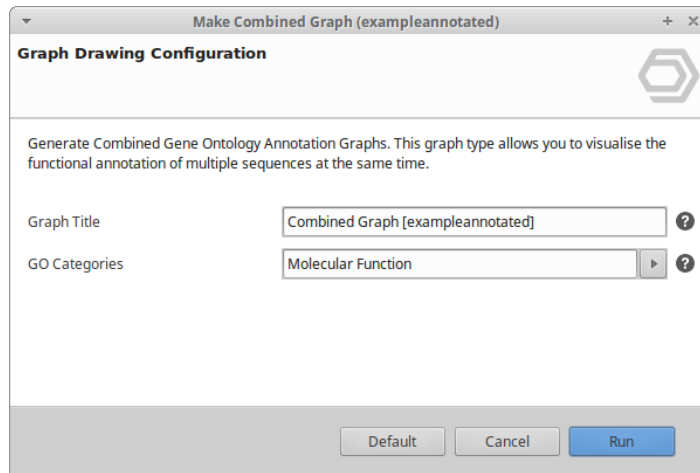 Make Combined Graph (exampleannotated)
Graph Drawing Configuration
Generate Combined Gene Ontology Annotation Graphs. This graph type allows you to visualise the
functional annotation of multiple sequences at the same time.
Graph Title Combined Graph [exampleannotated] ?
GO Categories Molecular Function ?
Default Cancel Run